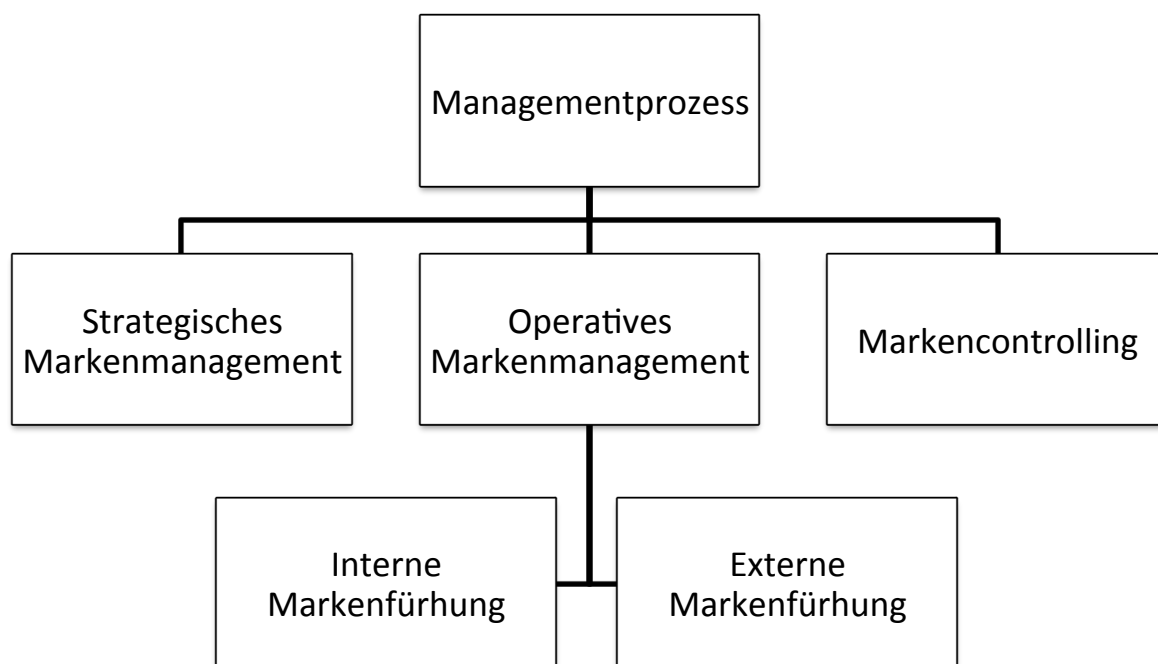 Managementprozess
Strategisches
Markenmanagement
Operatives
Markenmanagement
Markencontrolling
Interne
Markenfürhung
Externe
Markenfürhung